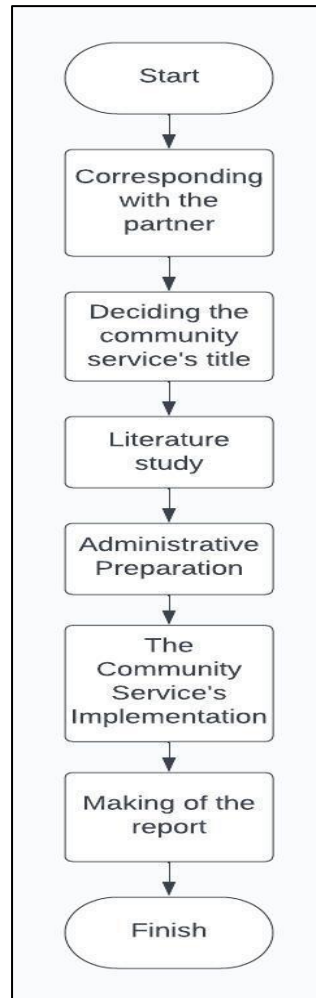 Start
Corresponding
with the
partner
Deciding the
community
service's title
Literature
study
Administrative
Preparation
The
Community
Service's
Implementation
Making of the
report
Finish